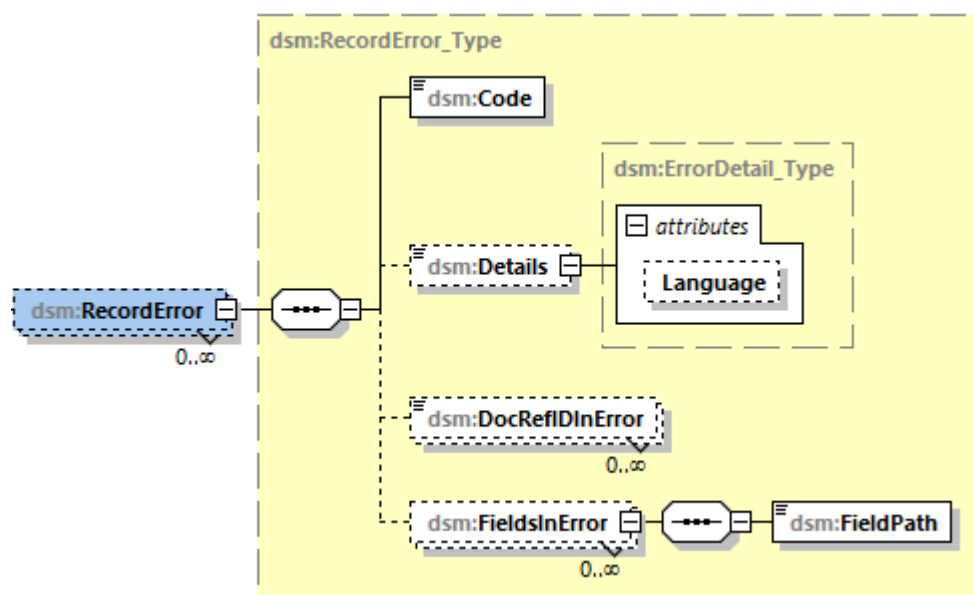 dsm:RecordError_Type
dsm:Code
dsm:ErrorDetail_Type
attributes
dsm:Details
Language
dsm:RecordError
0..∞
dsm:DocRefIDInError
0..∞
dsm:FieldsInError
dsm:FieldPath
0..∞